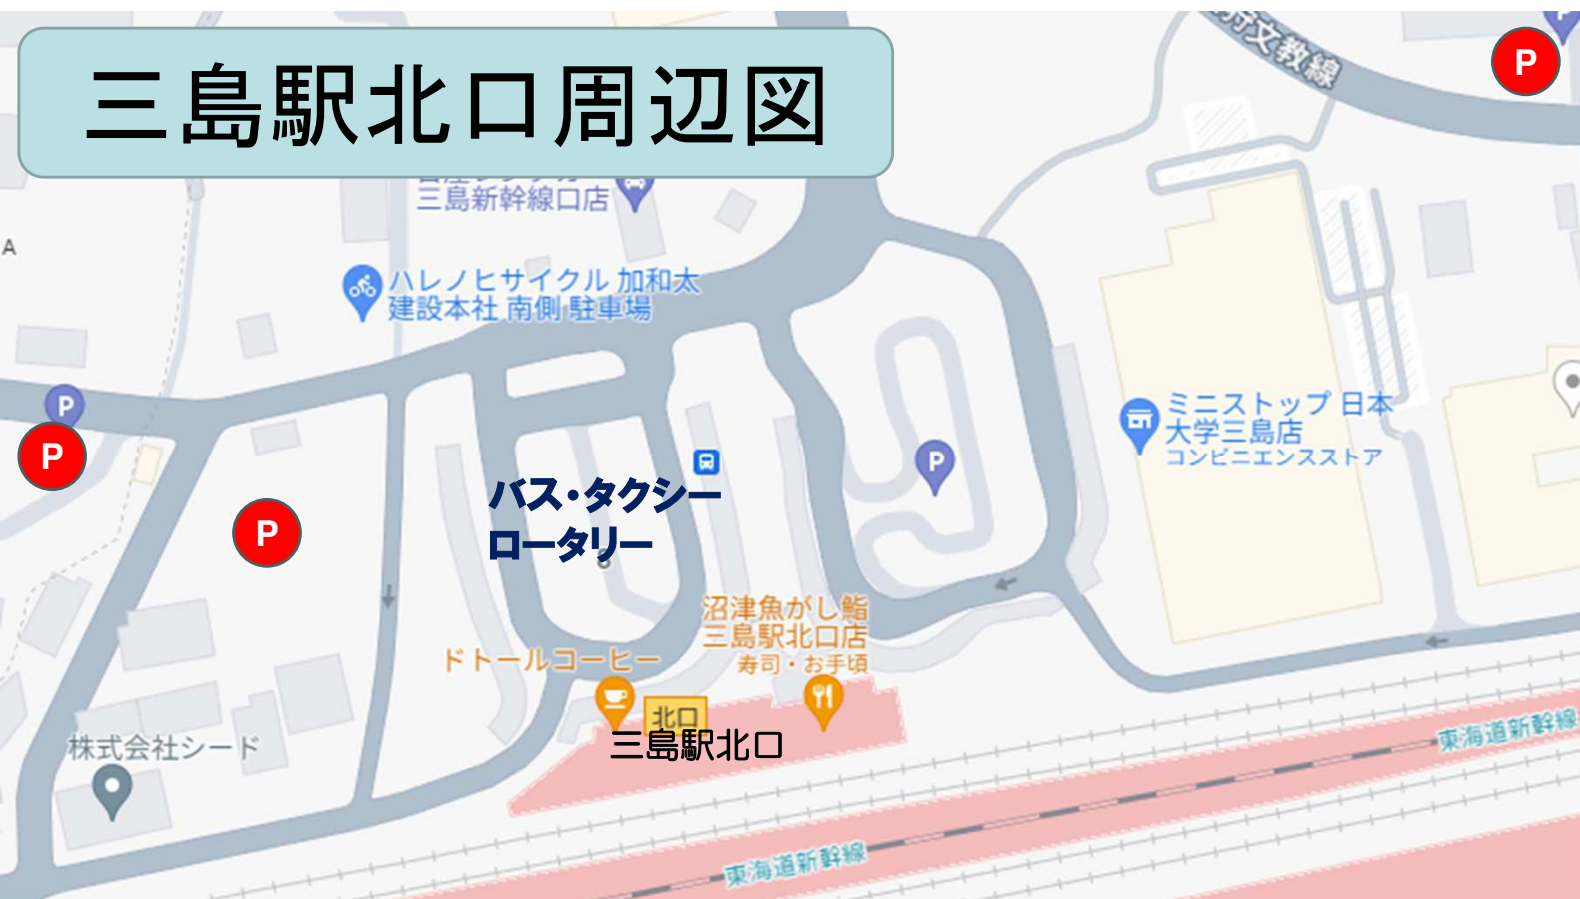 三島駅北口周辺図
狩文教線
P
三島新幹線口店
A
ハレノヒサイクル 加和太
建設本社 南側 駐車場
P
P
P
P
ミニストップ 日本
大学三島店
コンビニエンスストア
バス・タクシー
ロータリー
沼津魚がし鮨
三島駅北口店
寿司・お手頃
ドトールコーヒー
北口
三島駅北口
株式会社シード
東海道新幹線
東海道新幹線